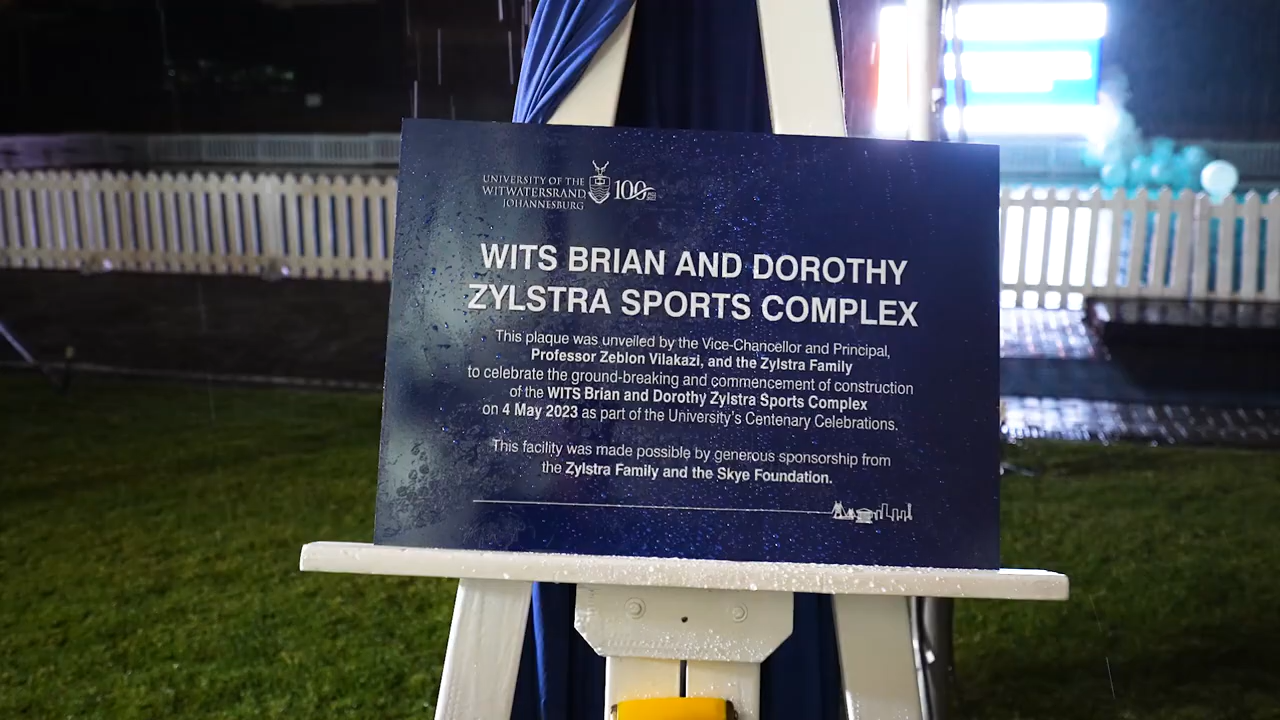 UNIVERSITY OF THE
WITWATERSRAND,
JOHANNESBURG
100
WITS BRIAN AND DOROTHY
ZYLSTRA SPORTS COMPLEX
This plaque was unveiled by the Vice-Chancellor and Principal,
Professor Zeblon Vilakazi, and the Zylstra Family
to celebrate the ground-breaking and commencement of construction
of the WITS Brian and Dorothy Zylstra Sports Complex
on 4 May 2023 as part of the University's Centenary Celebrations.
This facility was made possible by generous sponsorship from
the Zylstra Family and the Skye Foundation.